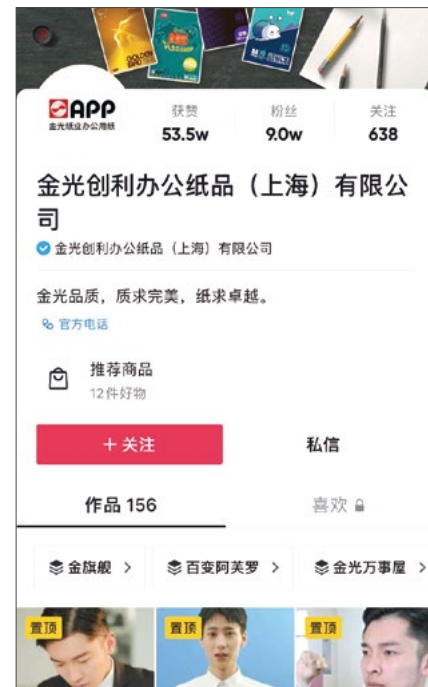 APP
金光纸业办公用纸
获赞 粉丝 关注
53.5w 9.0w 638
金光创利办公纸品（上海）有限公
司
金光创利办公纸品（上海）有限公司
金光品质，质求完美，纸求卓越。
官方电话
推荐商品
12件好物
＋关注 私信
作品 156 喜欢
金旗舰 > 百变阿芙罗 > 金光万事屋 >
置顶 置顶 置顶